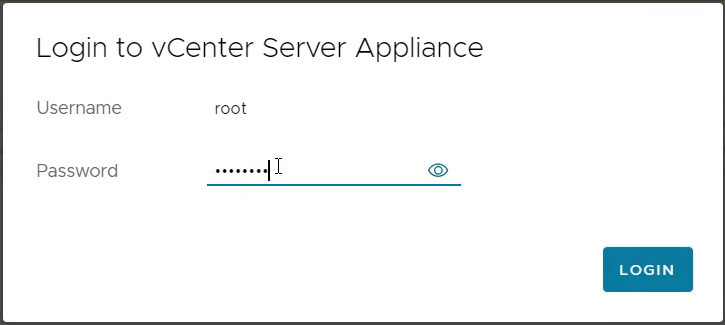 Login to vCenter Server Appliance
Username root
Password ••••••••
LOGIN